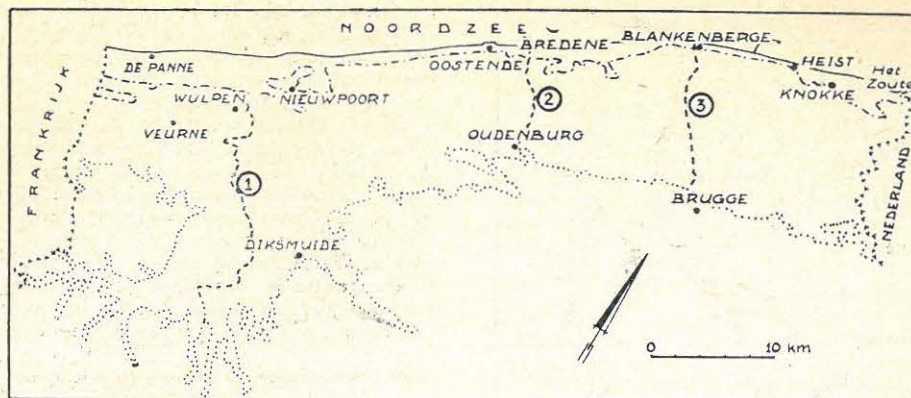 NOORDZEE
BLANKENBERGE
BREDENE
HEIST
DE PANNE
OOSTENDE
Het
Zoute
KNOKKE
WULPEN
NIEUWPOORT
2
3
VEURNE
OUDENBURG
FRANKRIJK
1
BRUGGE
NEDERLAND
DIKSMUIDE
0 10 km